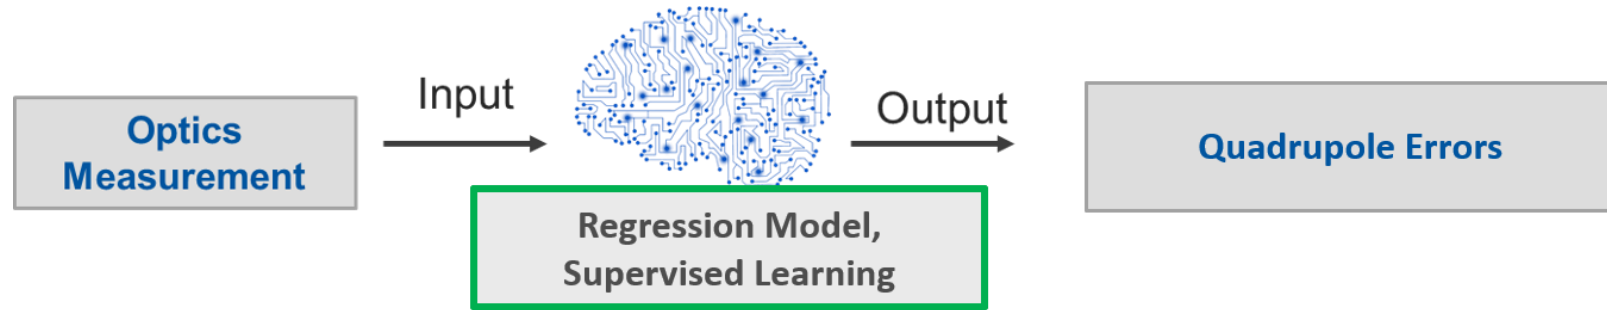 Optics
Measurement
Input
Regression Model,
Supervised Learning
Output
Quadrupole Errors